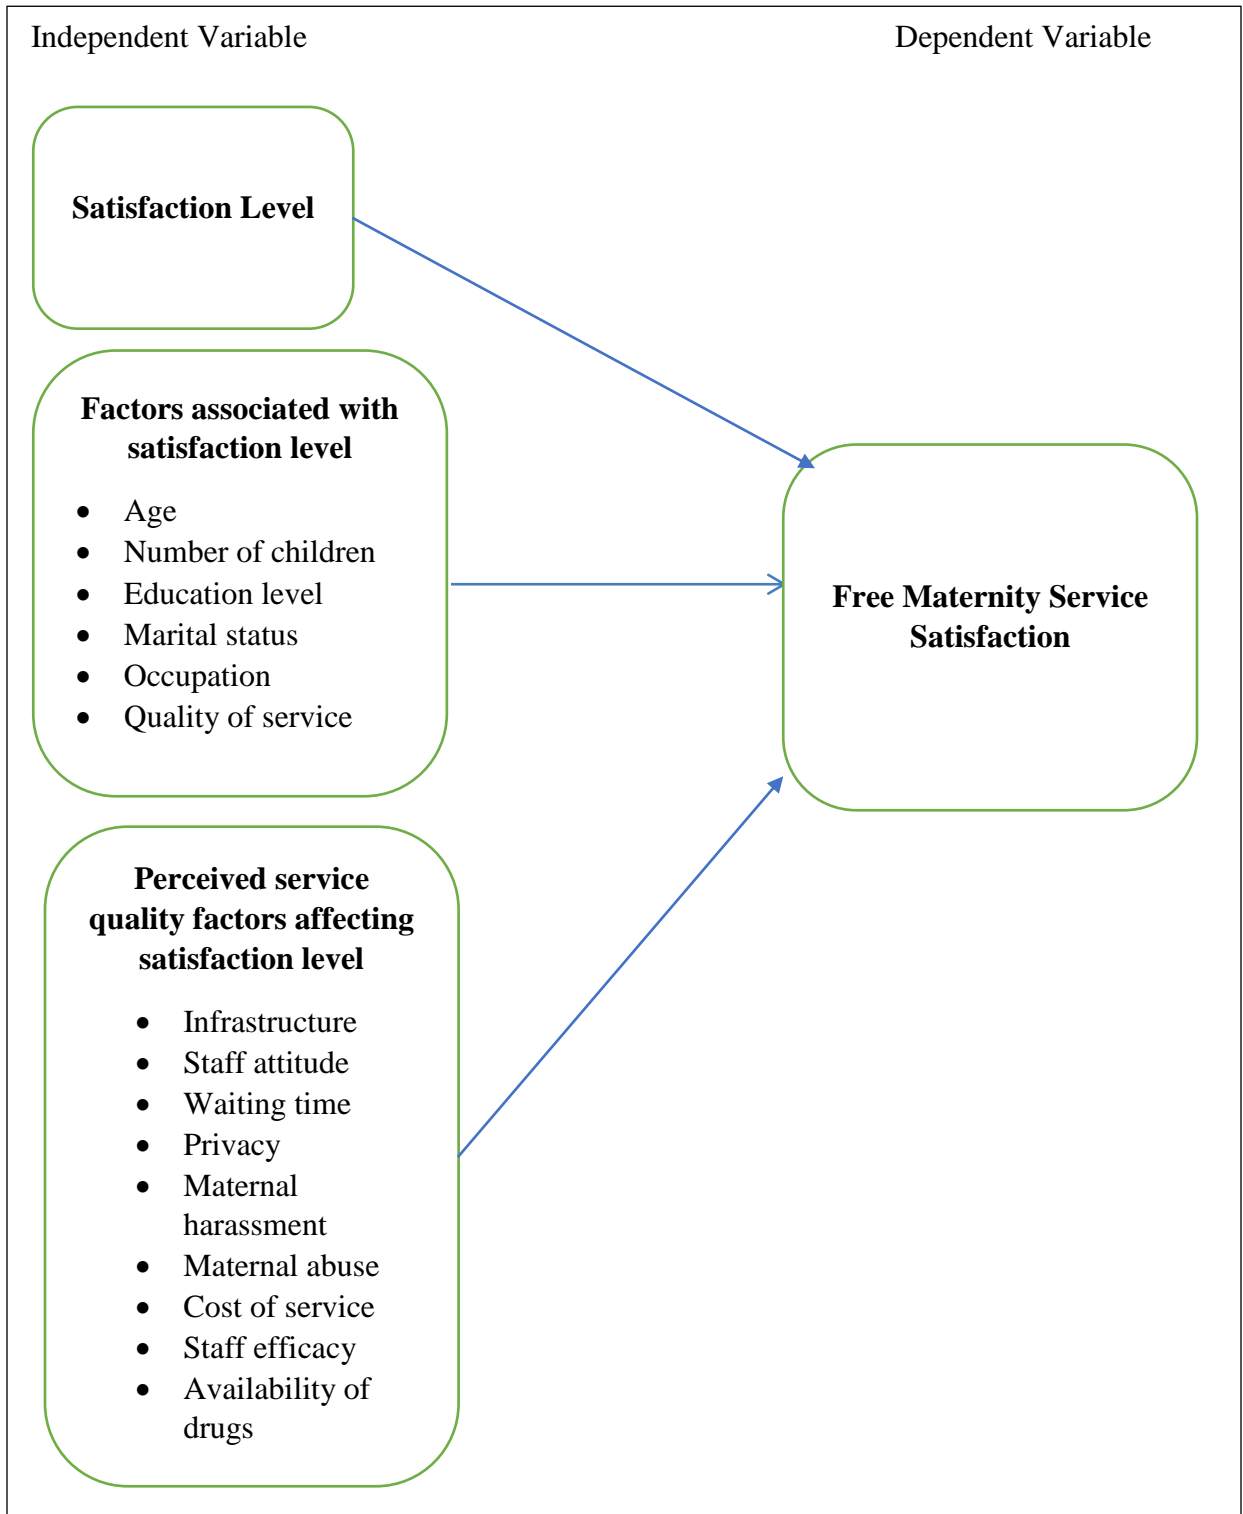 Independent Variable
Dependent Variable
Satisfaction Level
Factors associated with
satisfaction level
• Age
• Number of children
• Education level
• Marital status
• Occupation
• Quality of service
Free Maternity Service
Satisfaction
Perceived service
quality factors affecting
satisfaction level
• Infrastructure
• Staff attitude
• Waiting time
• Privacy
• Maternal
harassment
• Maternal abuse
• Cost of service
• Staff efficacy
• Availability of
drugs